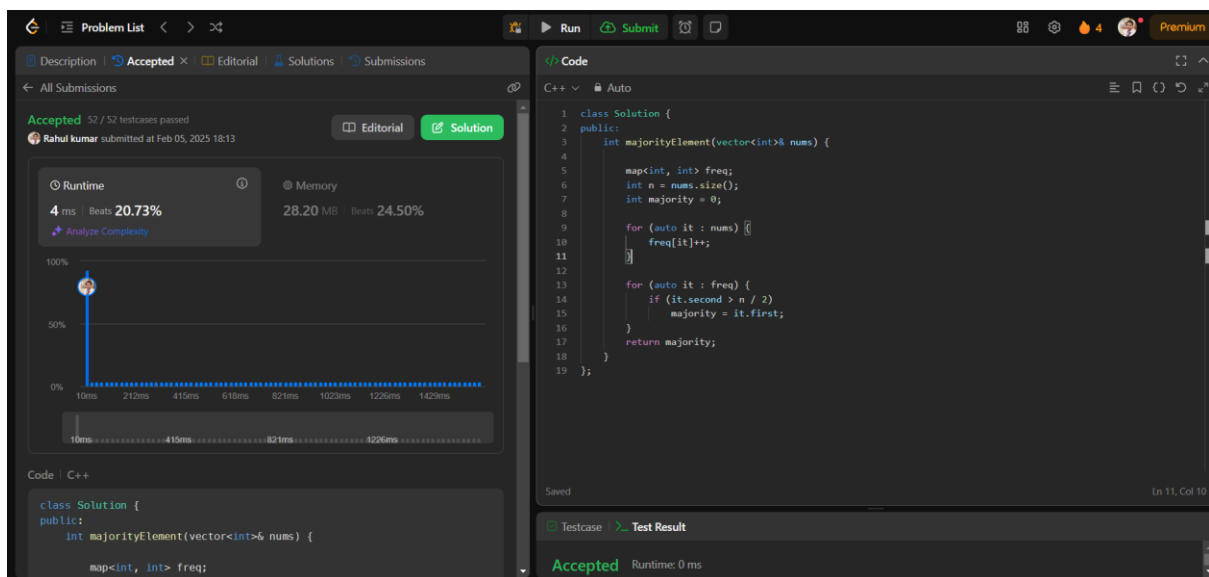 Problem List
Run
Submit
4
Premium
Description
Accepted ×
Editorial
Solutions
Submissions
← All Submissions
Accepted 52 / 52 testcases passed
Rahul kumar submitted at Feb 05, 2025 18:13
Editorial
Solution
Runtime
4 ms | Beats 20.73%
Analyze Complexity
Memory
28.20 MB | Beats 24.50%
100%
50%
0%
10ms 212ms 415ms 618ms 821ms 1023ms 1226ms 1429ms
10ms 415ms 821ms 1226ms
Code | C++
class Solution {
public:
int majorityElement(vector<int>& nums) {
map<int, int> freq;
</> Code
C++ Auto
1 class Solution {
2 public:
3 int majorityElement(vector<int>& nums) {
4
5 map<int, int> freq;
6 int n = nums.size();
7 int majority = 0;
8
9 for (auto it : nums) {
10 freq[it]++;
11 }
12
13 for (auto it : freq) {
14 if (it.second > n / 2)
15 majority = it.first;
16 }
17 return majority;
18 }
19 };
Saved
Ln 11, Col 10
Testcase
>_ Test Result
Accepted Runtime: 0 ms